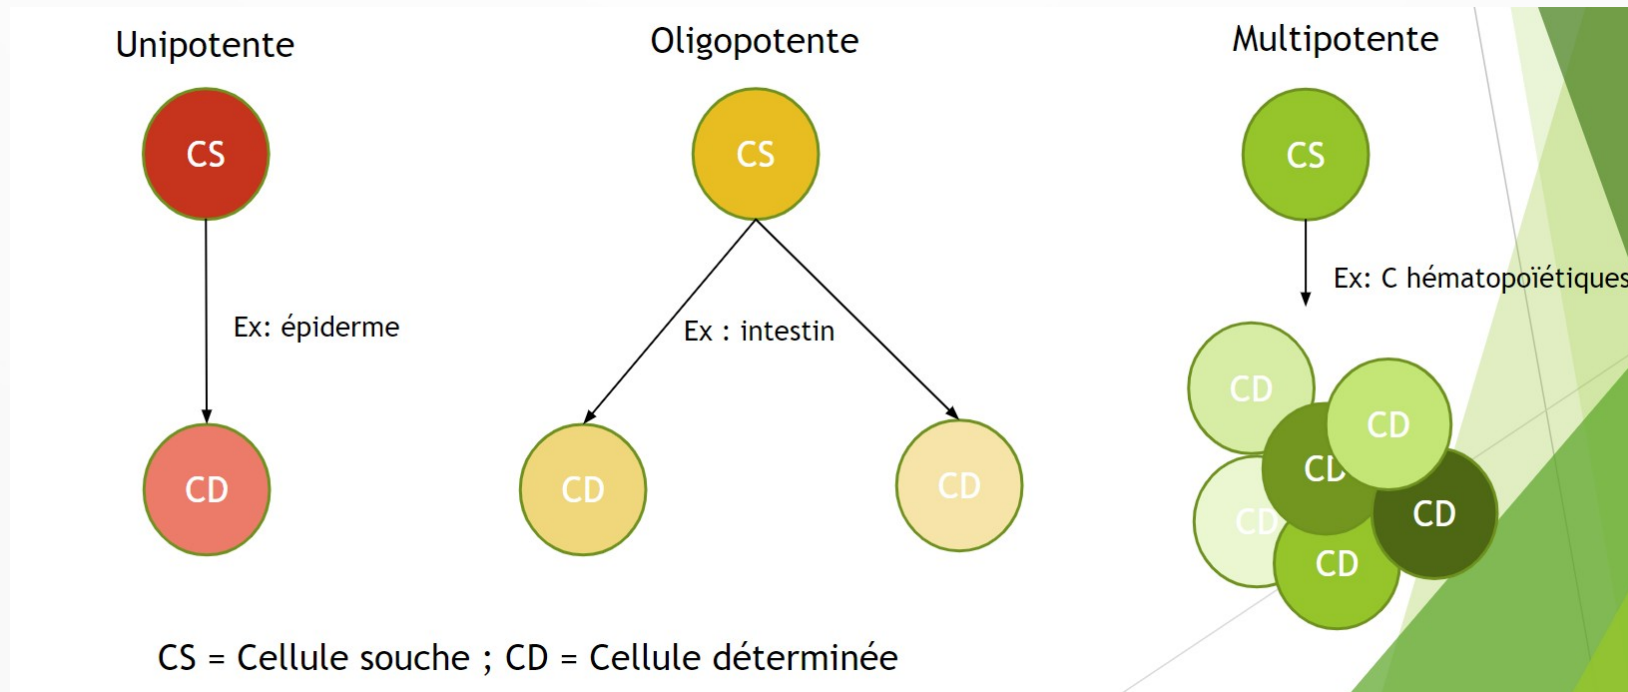 Unipotente
Oligopotente
Multipotente
CS
CS
CS
Ex: épiderme
Ex : intestin
Ex: C hématopoïétiques
CD
CD
CD
CD
CD
CD
CD
CD
CD
CS = Cellule souche ; CD = Cellule déterminée